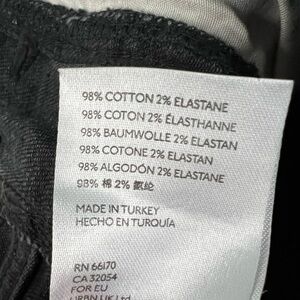 98% COTTON 2% ELASTANE
98% COTON 2% ÉLASTHANNE
98% BAUMWOLLE 2% ELASTAN
98% COTONE 2% ELASTAN
98% ALGODÓN 2% ELASTANE
98% 棉 2% 氨纶
MADE IN TURKEY
HECHO EN TURQUÍA
RN 66170
CA 32054
FOR EU
URBN UK Ltd